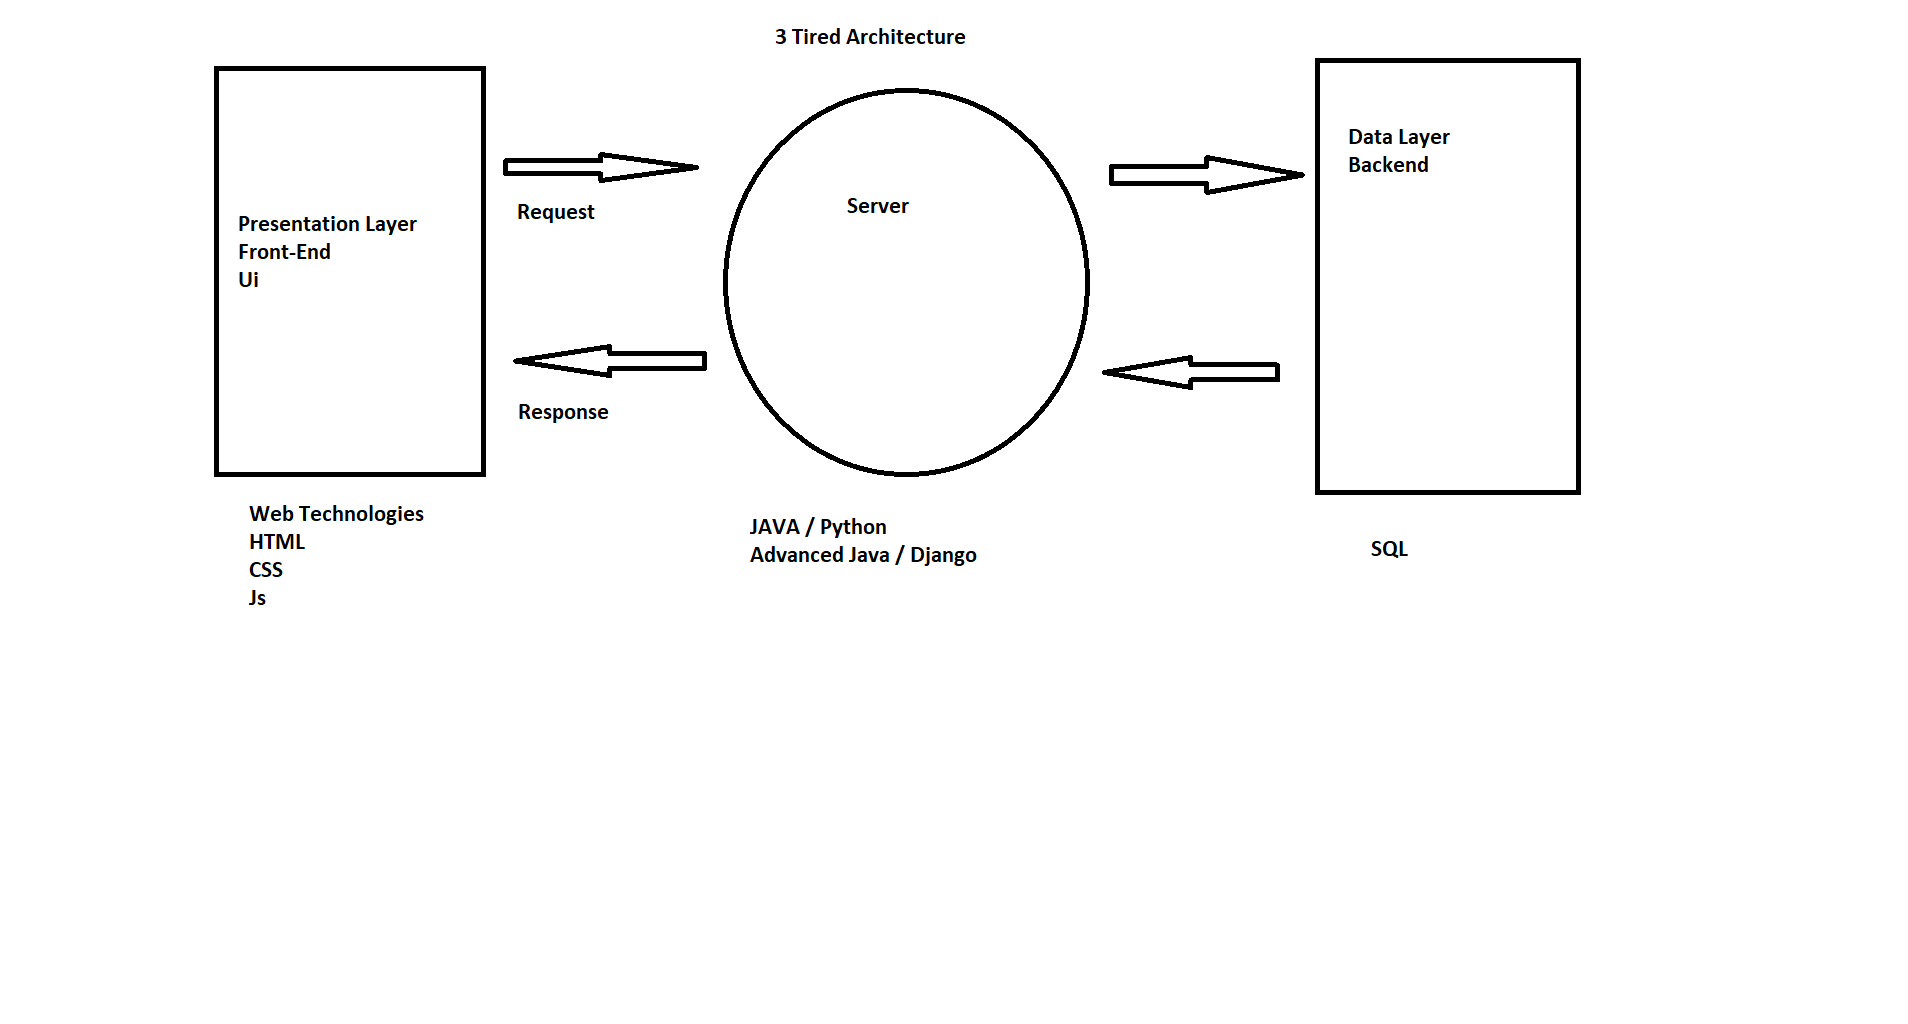 3 Tired Architecture
Presentation Layer
Front-End
Ui
Request
Response
Server
Data Layer
Backend
Web Technologies
HTML
CSS
Js
JAVA / Python
Advanced Java / Django
SQL